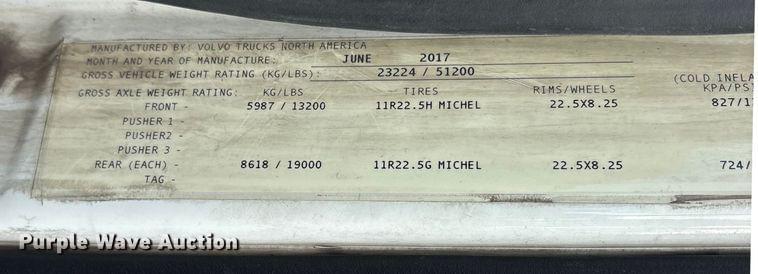 MANUFACTURED BY: VOLVO TRUCKS NORTH AMERICA
MONTH AND YEAR OF MANUFACTURE: JUNE 2017
GROSS VEHICLE WEIGHT RATING (KG/LBS): 23224 / 51200
(COLD INFLA
GROSS AXLE WEIGHT RATING: KG/LBS TIRES RIMS/WHEELS KPA/PSI
FRONT - 5987 / 13200 11R22.5H MICHEL 22.5X8.25 827/1
PUSHER 1 -
PUSHER2 -
PUSHER 3 -
REAR (EACH) - 8618 / 19000 11R22.5G MICHEL 22.5X8.25 724/
TAG -
Purple Wave Auction